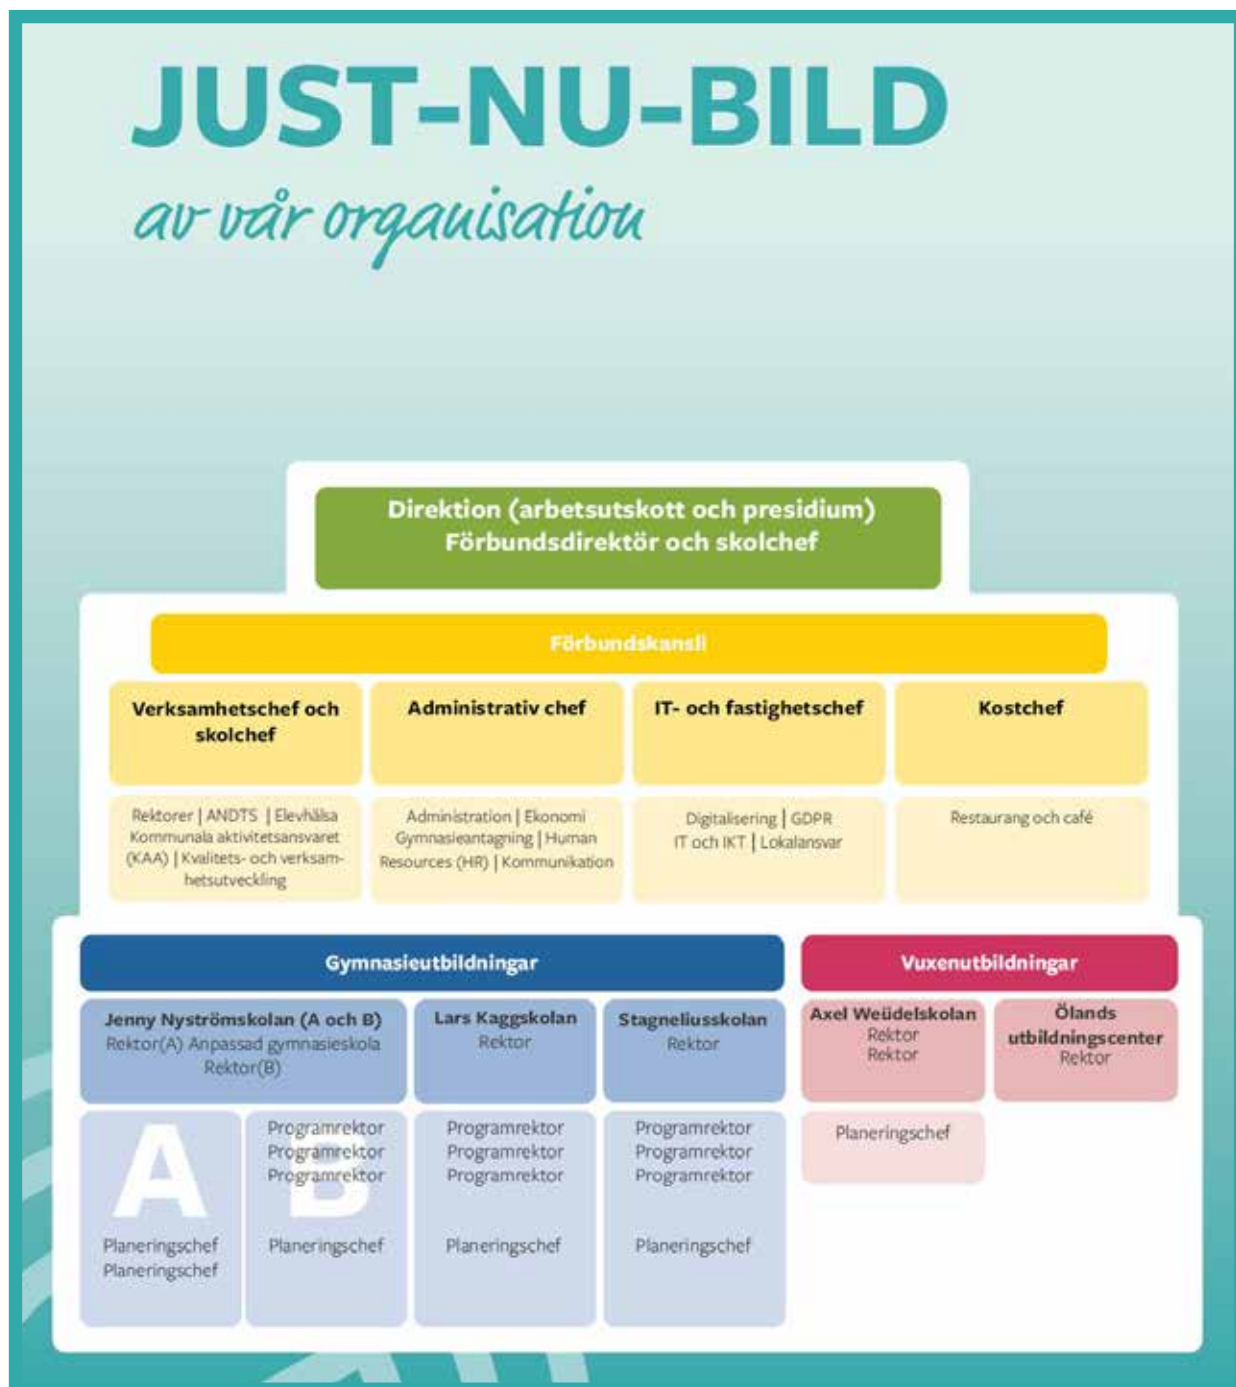 JUST-NU-BILD
av vår organisation
Direktion (arbetsutskott och presidium)
Förbundsdirektör och skolchef
Förbundskansli
Verksamhetschef och
skolchef
Administrativ chef
IT- och fastighetschef
Kostchef
Rektorer | ANDTS | Elevhälsa
Kommunala aktivitetsansvaret
(KAA) | Kvalitets- och verksam-
hetsutveckling
Administration | Ekonomi
Gymnasieantagning | Human
Resources (HR) | Kommunikation
Digitalisering | GDPR
IT och IKT | Lokalansvar
Restaurang och café
Gymnasieutbildningar
Jenny Nyströmskolan (A och B)
Rektor(A) Anpassad gymnasieskola
Rektor(B)
Lars Kaggskolan
Rektor
Stagneliusskolan
Rektor
A
Planeringschef
Planeringschef
B
Programrektor
Programrektor
Programrektor
Planeringschef
Programrektor
Programrektor
Programrektor
Planeringschef
Programrektor
Programrektor
Programrektor
Planeringschef
Vuxenutbildningar
Axel Weüdelskolan
Rektor
Rektor
Ölands
utbildningscenter
Rektor
Planeringschef